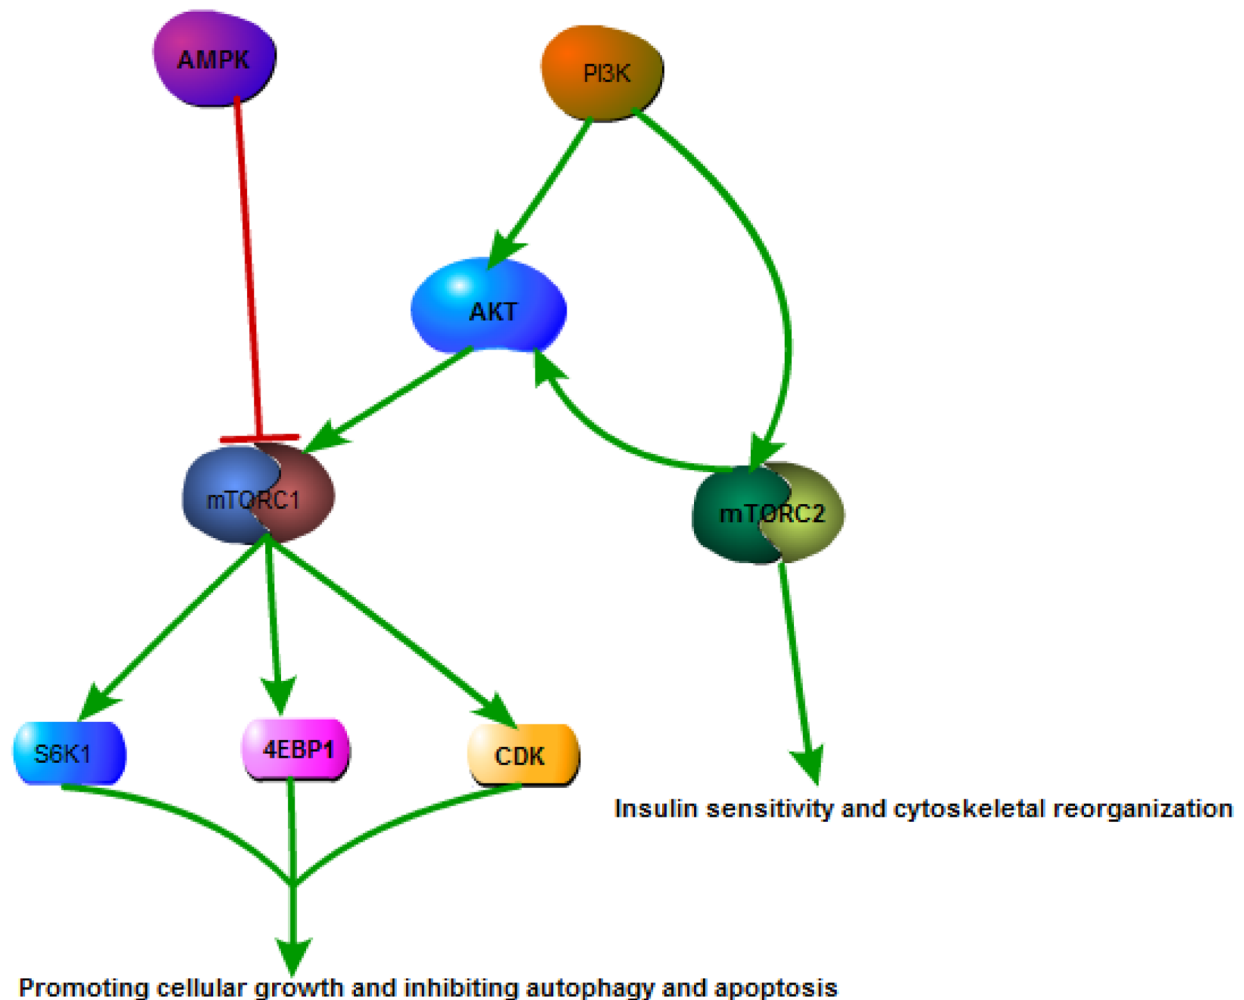 AMPK
PI3K
AKT
mTORC1
mTORC2
S6K1
4EBP1
CDK
Insulin sensitivity and cytoskeletal reorganization
Promoting cellular growth and inhibiting autophagy and apoptosis